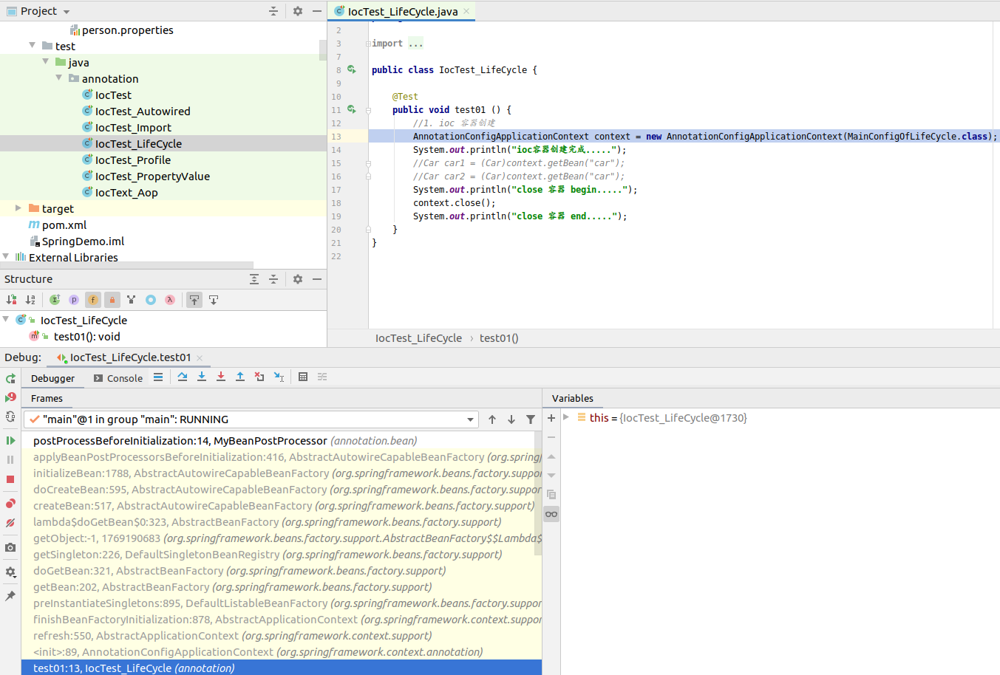 Project
person.properties
test
java
annotation
IocTest
IocTest_Autowired
IocTest_Import
IocTest_LifeCycle
IocTest_Profile
IocTest_PropertyValue
IocText_Aop
target
pom.xml
SpringDemo.iml
External Libraries
Structure
IocTest_LifeCycle
test01(): void
IocTest_LifeCycle.java
2
3 import ...
7
8 public class IocTest_LifeCycle {
9
10 @Test
11 public void test01 () {
12 //1. ioc 容器创建
13 AnnotationConfigApplicationContext context = new AnnotationConfigApplicationContext(MainConfigOfLifeCycle.class);
14 System.out.println("ioc容器创建完成.....");
15 //Car car1 = (Car)context.getBean("car");
16 //Car car2 = (Car)context.getBean("car");
17 System.out.println("close 容器 begin.....");
18 context.close();
19 System.out.println("close 容器 end.....");
20 }
21 }
22
IocTest_LifeCycle › test01()
Debug: IocTest_LifeCycle.test01
Debugger Console
Frames
"main"@1 in group "main": RUNNING
postProcessBeforeInitialization:14, MyBeanPostProcessor (annotation.bean)
applyBeanPostProcessorsBeforeInitialization:416, AbstractAutowireCapableBeanFactory (org.spring
initializeBean:1788, AbstractAutowireCapableBeanFactory (org.springframework.beans.factory.suppor
doCreateBean:595, AbstractAutowireCapableBeanFactory (org.springframework.beans.factory.suppor
createBean:517, AbstractAutowireCapableBeanFactory (org.springframework.beans.factory.support)
lambda$doGetBean$0:323, AbstractBeanFactory (org.springframework.beans.factory.support)
getObject:-1, 1769190683 (org.springframework.beans.factory.support.AbstractBeanFactory$$Lambda$
getSingleton:226, DefaultSingletonBeanRegistry (org.springframework.beans.factory.support)
doGetBean:321, AbstractBeanFactory (org.springframework.beans.factory.support)
getBean:202, AbstractBeanFactory (org.springframework.beans.factory.support)
preInstantiateSingletons:895, DefaultListableBeanFactory (org.springframework.beans.factory.suppor
finishBeanFactoryInitialization:878, AbstractApplicationContext (org.springframework.context.suppor
refresh:550, AbstractApplicationContext (org.springframework.context.support)
<init>:89, AnnotationConfigApplicationContext (org.springframework.context.annotation)
test01:13, IocTest_LifeCycle (annotation)
Variables
this = {IocTest_LifeCycle@1730}